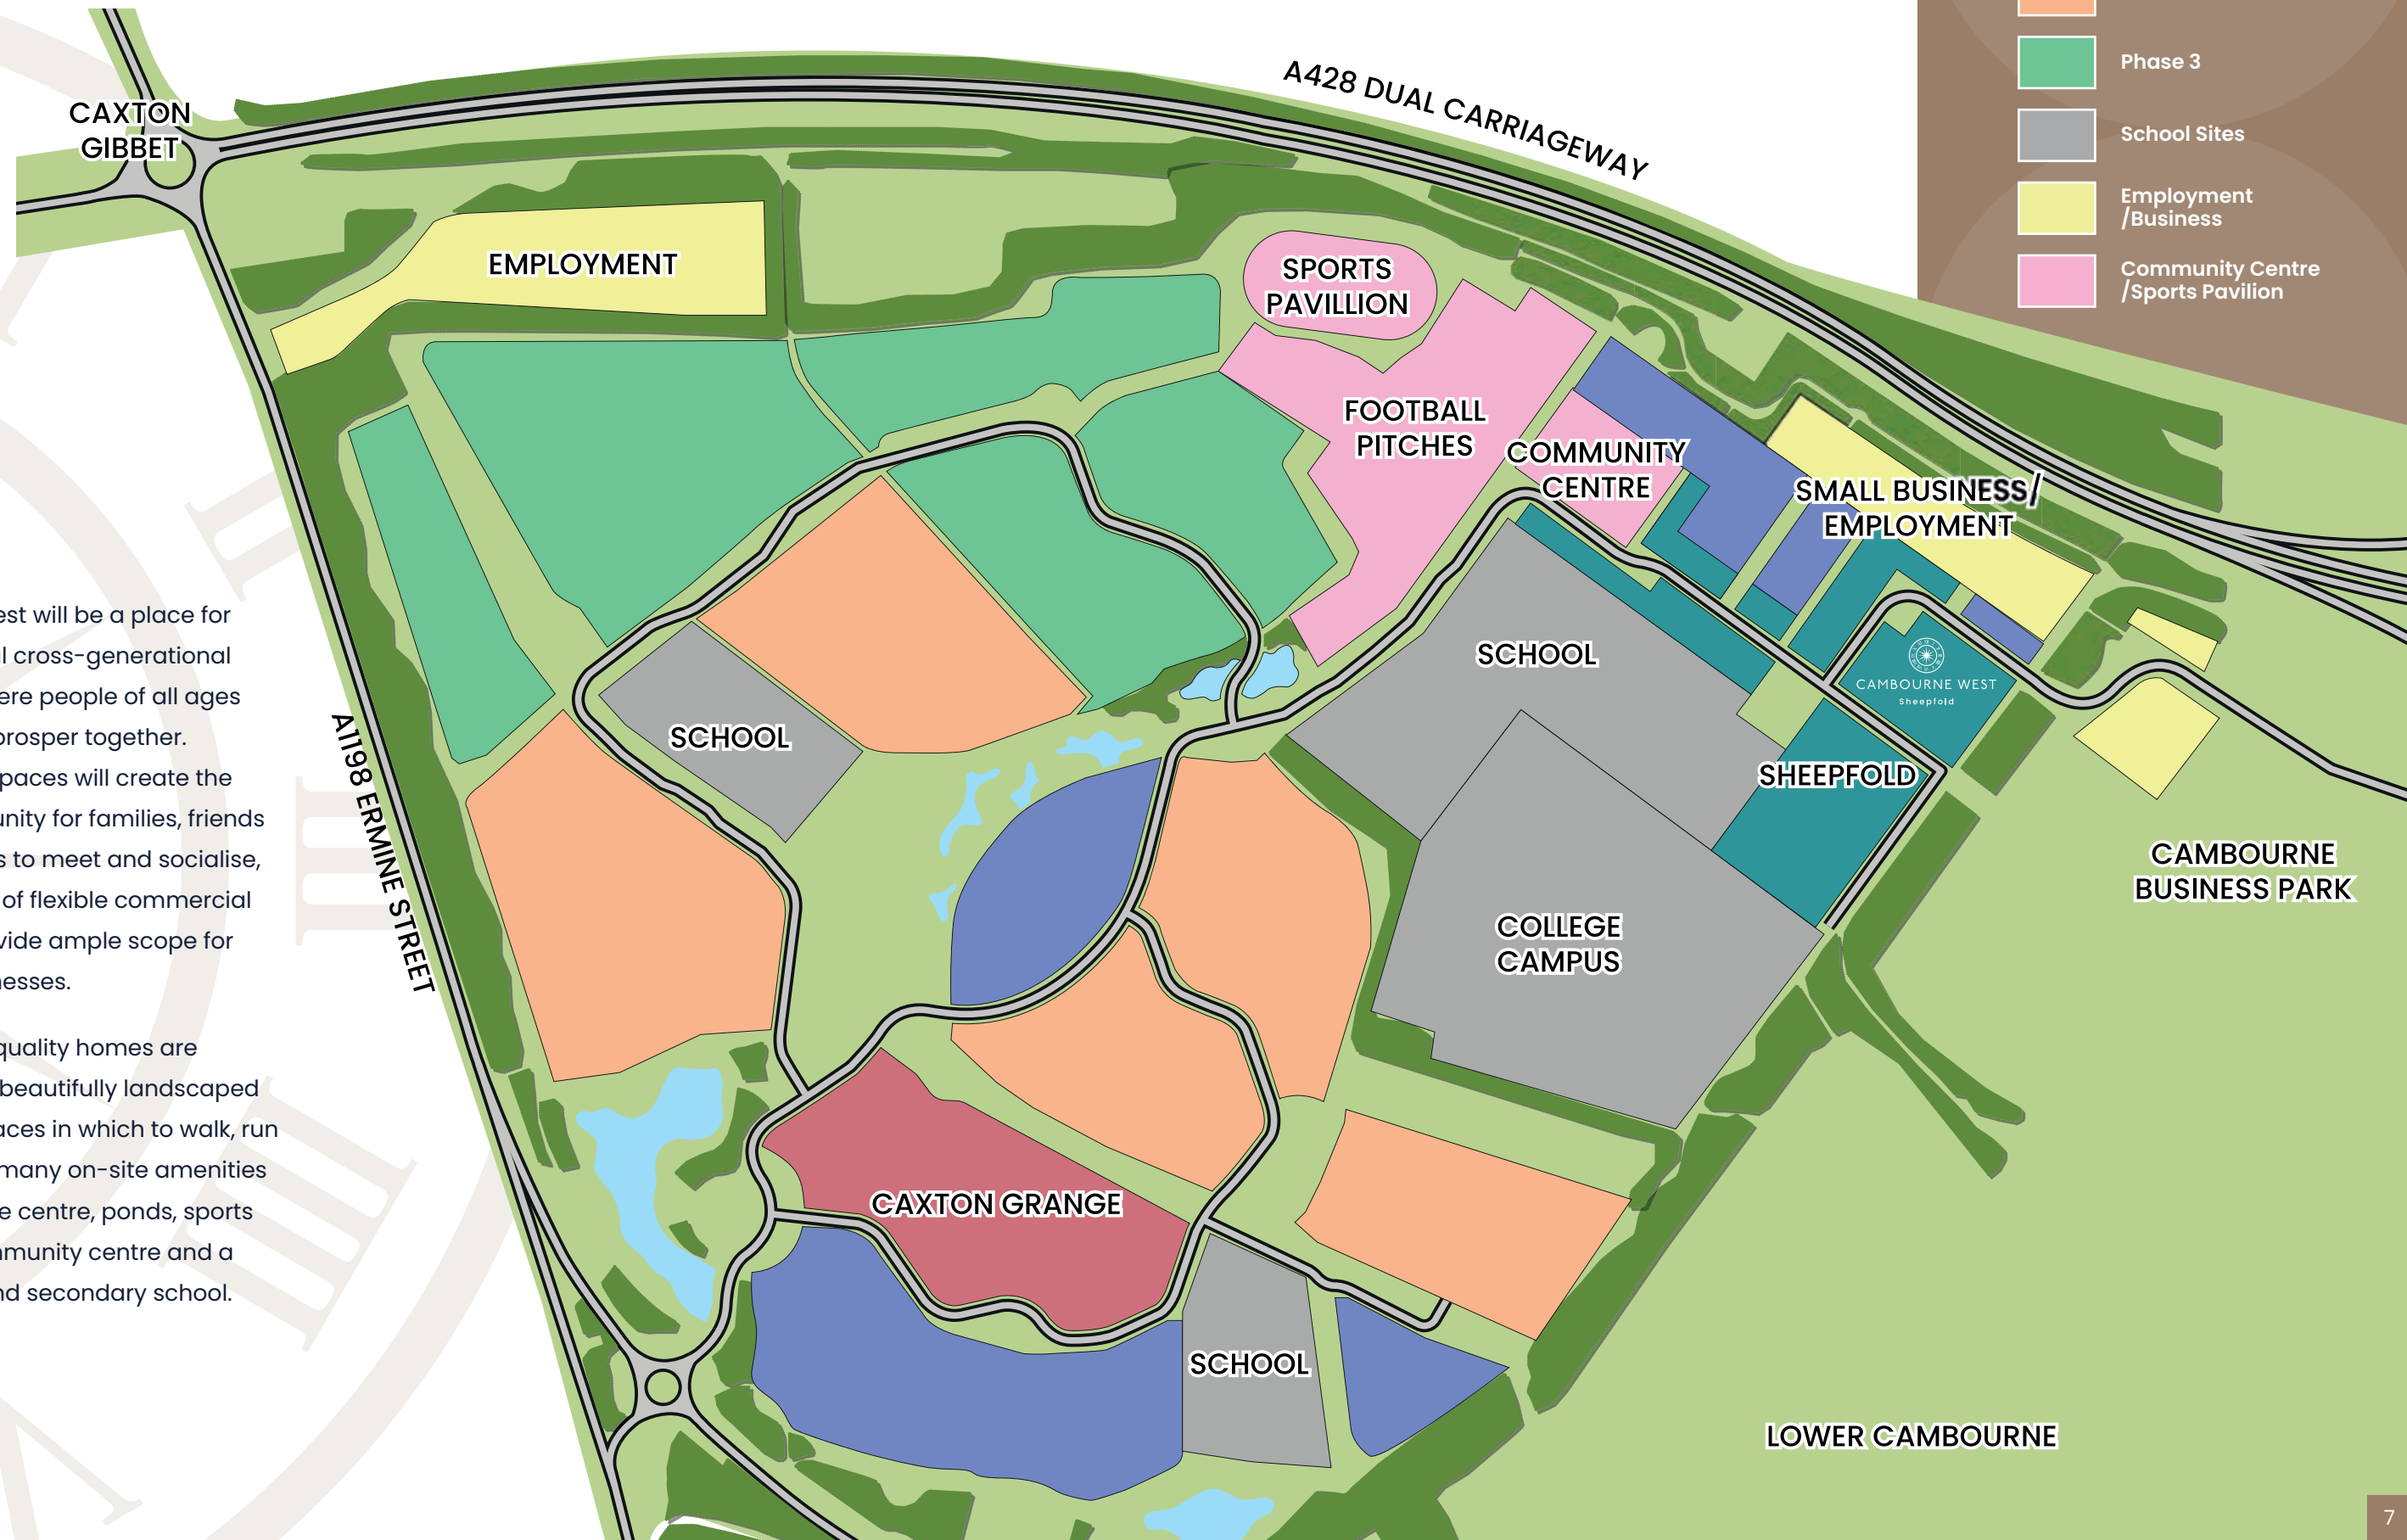 CAXTON
GIBBET
A428 DUAL CARRIAGEWAY
Phase 3
School Sites
Employment
/Business
Community Centre
/Sports Pavilion
EMPLOYMENT
SPORTS
PAVILLION
FOOTBALL
PITCHES
COMMUNITY
CENTRE
SMALL BUSINESS/
EMPLOYMENT
SCHOOL
CAMBOURNE WEST
Sheepfold
SCHOOL
SHEEPFOLD
A1198 ERMINE STREET
CAMBOURNE
BUSINESS PARK
COLLEGE
CAMPUS
CAXTON GRANGE
SCHOOL
LOWER CAMBOURNE
est will be a place for
l cross-generational
ere people of all ages
prosper together.
paces will create the
unity for families, friends
s to meet and socialise,
of flexible commercial
vide ample scope for
nesses.
quality homes are
beautifully landscaped
aces in which to walk, run
many on-site amenities
e centre, ponds, sports
mmunity centre and a
nd secondary school.
7